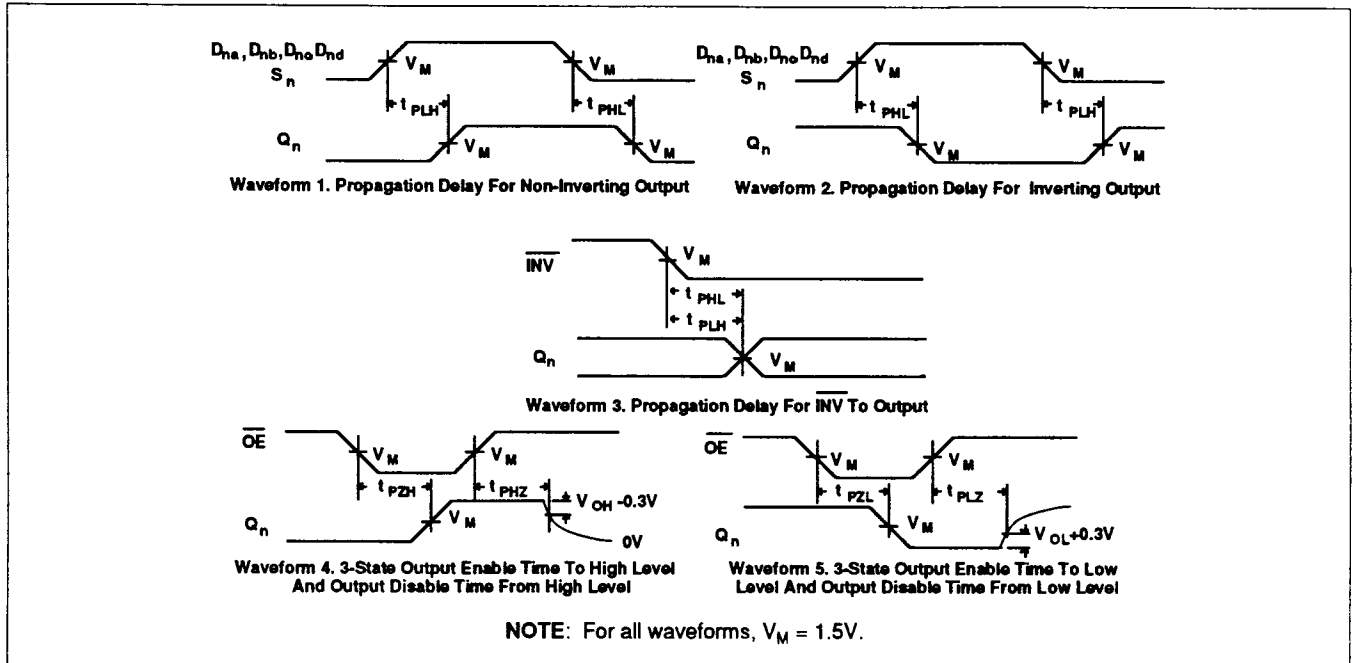 Dna, Dnb, Dno Dnd
Sn
VM
VM
tPLH
tPHL
Qn
VM
VM
Waveform 1. Propagation Delay For Non-Inverting Output
Dna, Dnb, Dno Dnd
Sn
VM
VM
tPHL
tPLH
Qn
VM
VM
Waveform 2. Propagation Delay For Inverting Output
INV
VM
tPHL
tPLH
Qn
VM
Waveform 3. Propagation Delay For INV To Output
OE
VM
VM
tPZH
tPHZ
VOH -0.3V
Qn
VM
0V
Waveform 4. 3-State Output Enable Time To High Level
And Output Disable Time From High Level
OE
VM
VM
tPZL
tPLZ
Qn
VM
VOL+0.3V
Waveform 5. 3-State Output Enable Time To Low
Level And Output Disable Time From Low Level
NOTE: For all waveforms, VM = 1.5V.